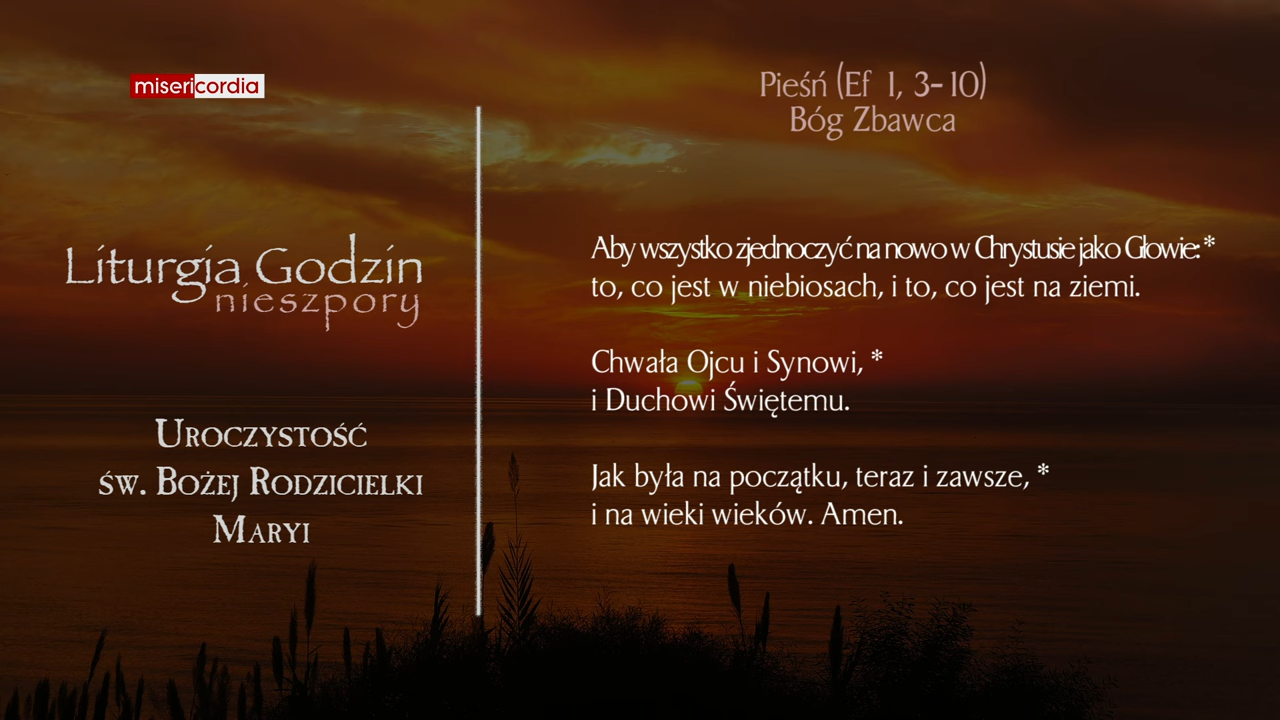 misericordia
Liturgia Godzin
nieszpory
Uroczystość
św. Bożej Rodzicielki
Maryi
Pieśń (Ef 1, 3-10)
Bóg Zbawca
Aby wszystko zjednoczyć na nowo w Chrystusie jako Głowie: *
to, co jest w niebiosach, i to, co jest na ziemi.
Chwała Ojcu i Synowi, *
i Duchowi Świętemu.
Jak była na początku, teraz i zawsze, *
i na wieki wieków. Amen.